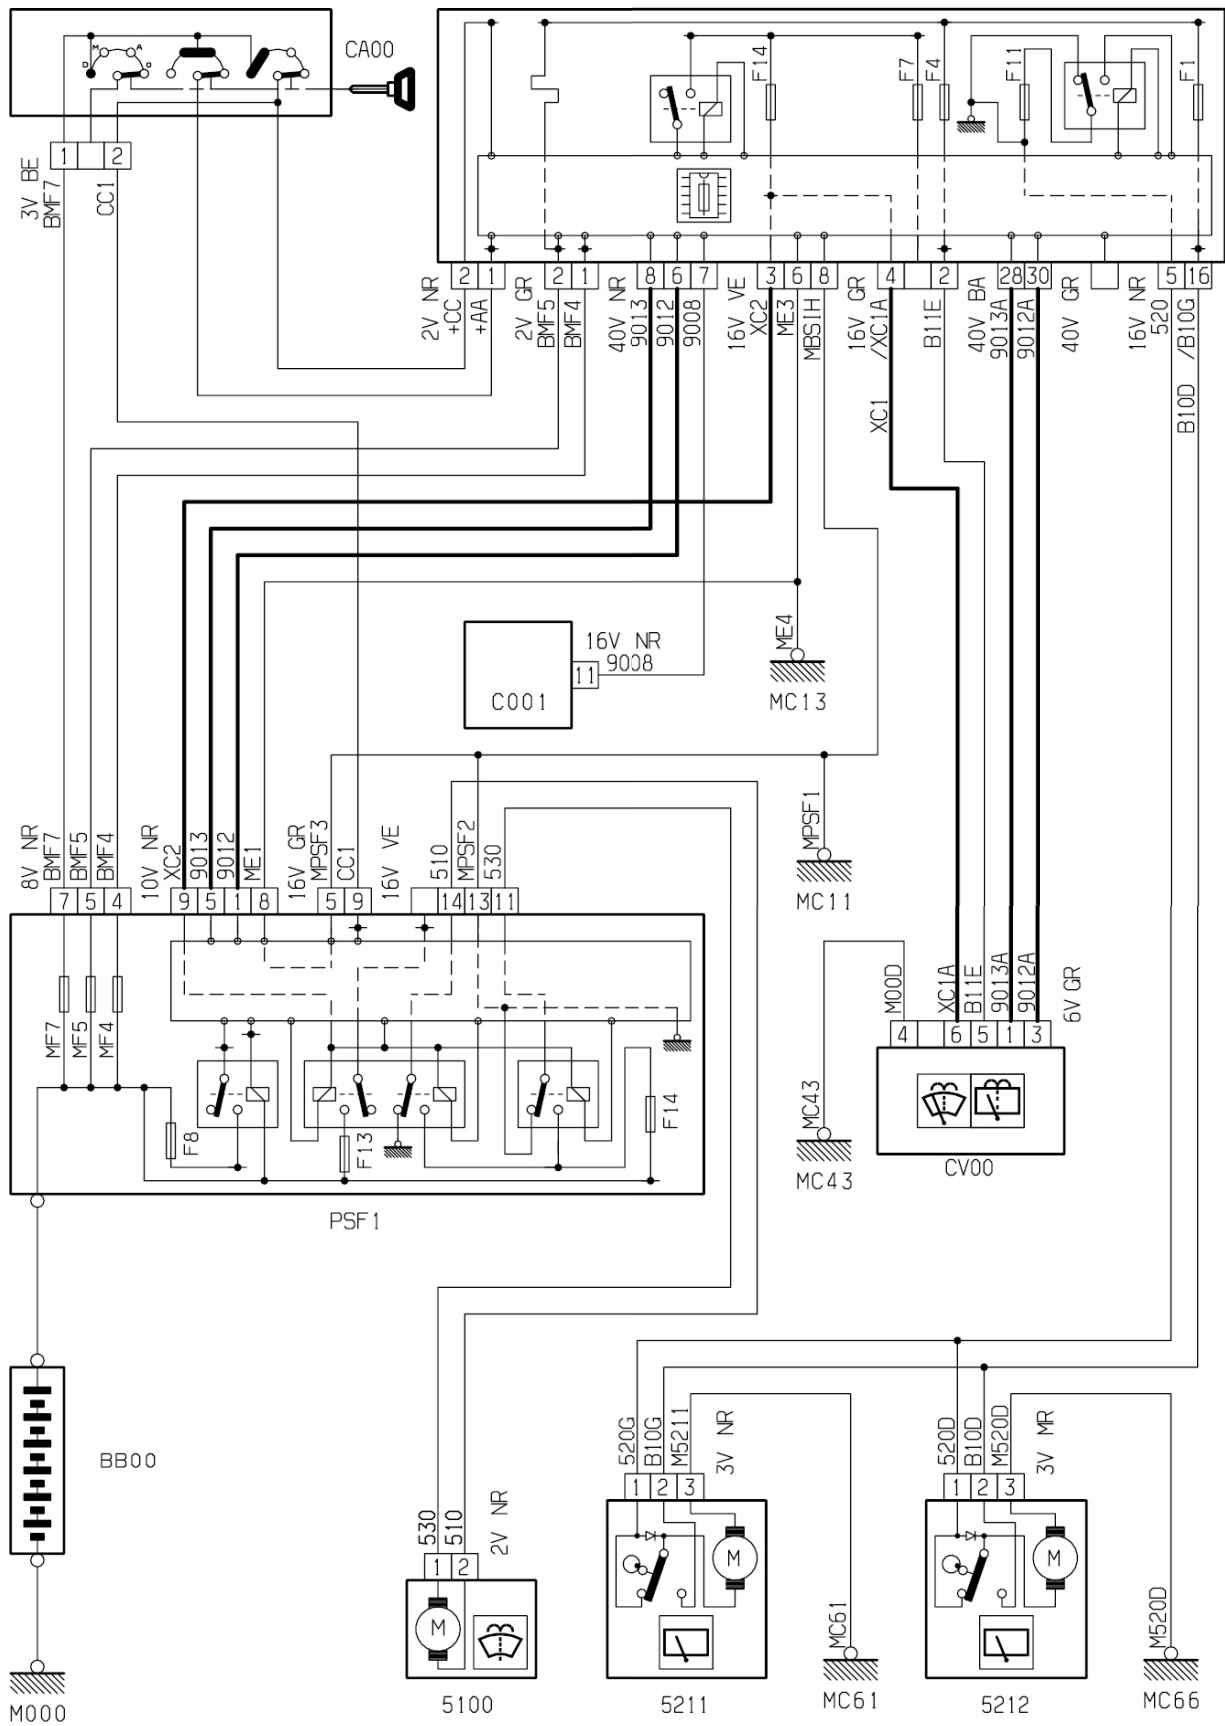 CA00
M
A
D
O
F14
F7
F4
F11
F1
1
2
3V BE
BMF7
CC1
2
1
2
1
8
6
7
3
6
8
4
2
28
30
5
16
2V NR
+CC
+AA
2V GR
BMF5
BMF4
40V NR
9013
9012
9008
16V VE
XC2
ME3
MBSIH
16V GR
/XC1A
B11E
40V BA
9013A
9012A
40V GR
16V NR
520
/B10G
B10D
XC1
C001
11
16V NR
9008
ME4
MC13
MPSF1
MC11
8V NR
BMF7
BMF5
BMF4
10V NR
XC2
9013
9012
ME1
16V GR
MPSF3
CC1
16V VE
510
MPSF2
530
7
5
4
9
5
1
8
5
9
14
13
11
MF7
MF5
MF4
F8
F13
F14
PSF1
M00D
XC1A
B11E
9013A
9012A
6V GR
4
6
5
1
3
CV00
MC43
MC43
BB00
M000
530
510
2V NR
1
2
M
5100
520G
B10G
M5211
3V NR
1
2
3
M
5211
MC61
MC61
520D
B10D
M520D
3V MR
1
2
3
M
5212
M520D
MC66